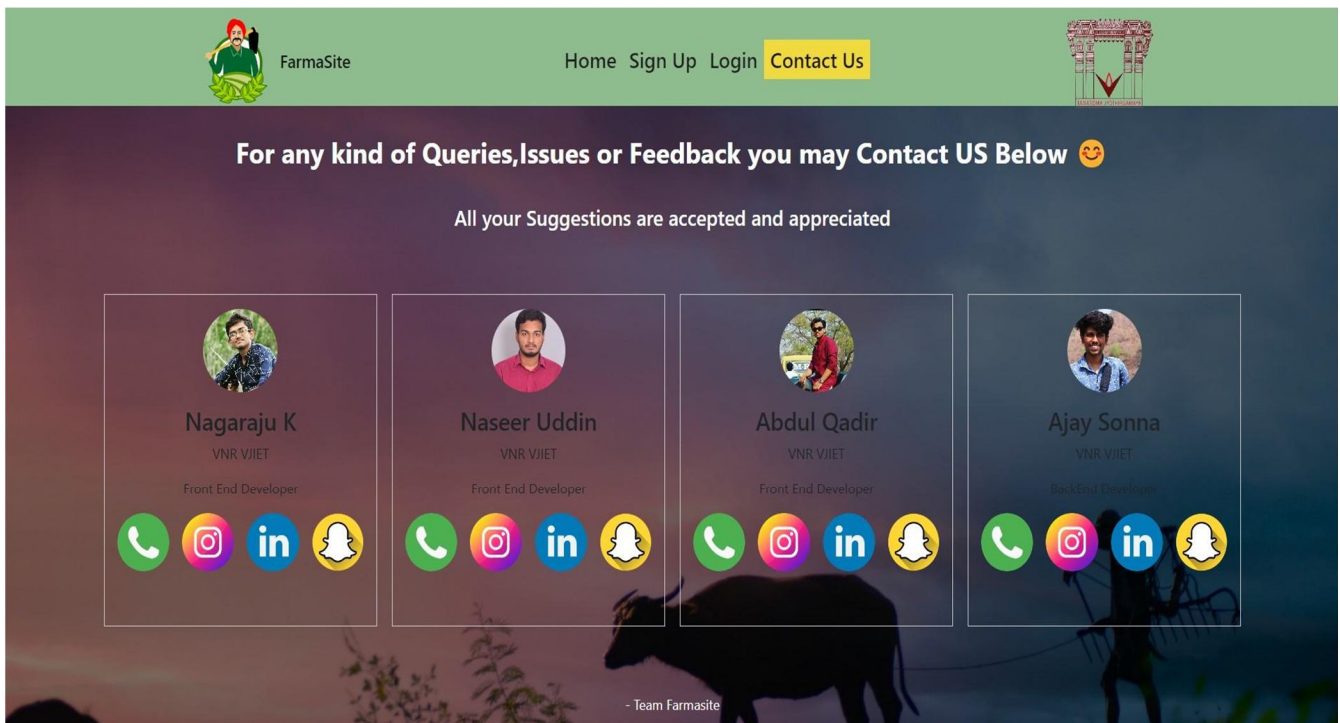 FarmaSite
Home Sign Up Login Contact Us
For any kind of Queries,Issues or Feedback you may Contact US Below 😊
All your Suggestions are accepted and appreciated
Nagaraju K
VNR VJIET
Front End Developer
in
Naseer Uddin
VNR VJIET
Front End Developer
in
Abdul Qadir
VNR VJIET
Front End Developer
in
Ajay Sonna
VNR VJIET
BackEnd Developer
in
- Team Farmasite